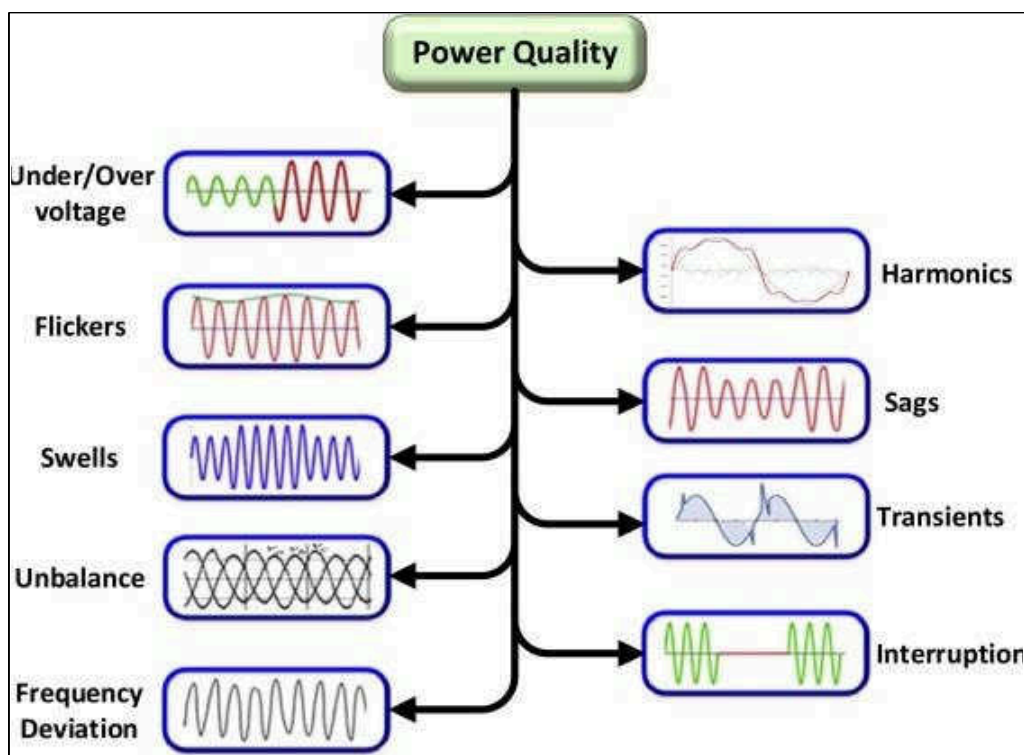 Power Quality
Under/Over
voltage
Harmonics
Flickers
Sags
Swells
Transients
Unbalance
Interruption
Frequency
Deviation